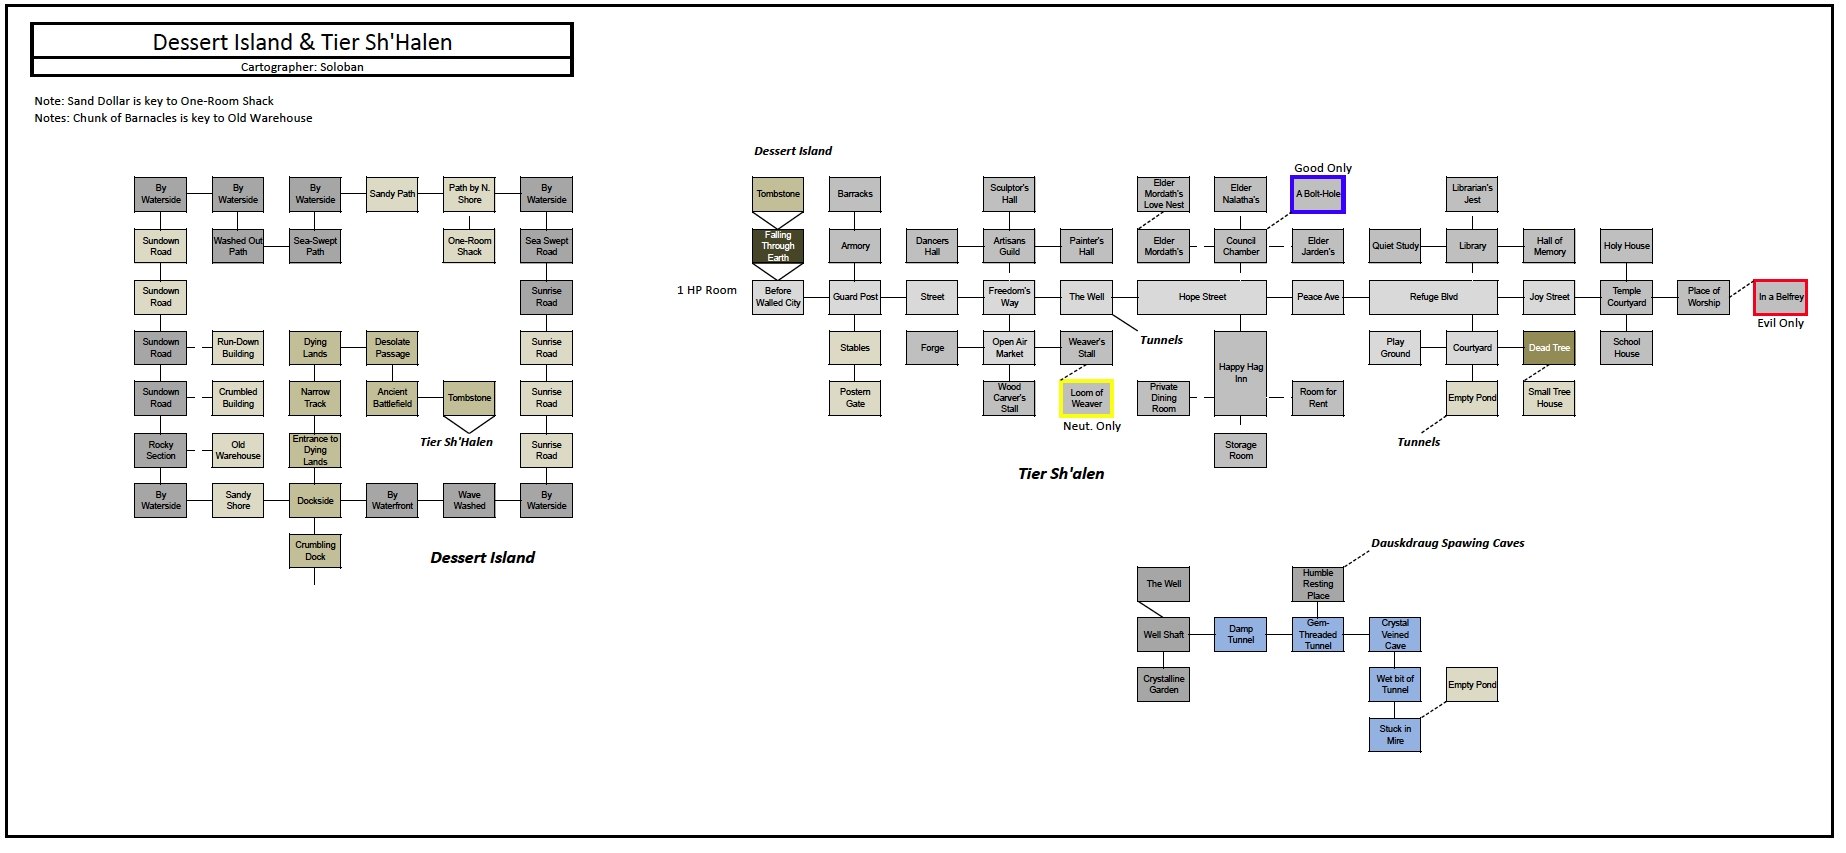 Dessert Island & Tier Sh'Halen
Cartographer: Soloban
Note: Sand Dollar is key to One-Room Shack
Notes: Chunk of Barnacles is key to Old Warehouse
By
Waterside
By
Waterside
By
Waterside
Sandy Path
Path by N.
Shore
By
Waterside
Sundown
Road
Washed Out
Path
Sea-Swept
Path
One-Room
Shack
Sea Swept
Road
Sundown
Road
Sunrise
Road
Sundown
Road
Run-Down
Building
Dying
Lands
Desolate
Passage
Sunrise
Road
Sundown
Road
Crumbled
Building
Narrow
Track
Ancient
Battlefield
Tombstone
Sunrise
Road
Tier Sh'Halen
Rocky
Section
Old
Warehouse
Entrance to
Dying
Lands
Sunrise
Road
By
Waterside
Sandy
Shore
Dockside
By
Waterfront
Wave
Washed
By
Waterside
Crumbling
Dock
Dessert Island
Dessert Island
Good Only
Tombstone
Barracks
Sculptor's
Hall
Elder
Mordath's
Love Nest
Elder
Nalatha's
A Bolt-Hole
Librarian's
Jest
Falling
Through
Earth
Armory
Dancers
Hall
Artisans
Guild
Painter's
Hall
Elder
Mordath's
Council
Chamber
Elder
Jarden's
Quiet Study
Library
Hall of
Memory
Holy House
1 HP Room
Before
Walled City
Guard Post
Street
Freedom's
Way
The Well
Hope Street
Peace Ave
Refuge Blvd
Joy Street
Temple
Courtyard
Place of
Worship
In a Belfrey
Evil Only
Tunnels
Stables
Forge
Open Air
Market
Weaver's
Stall
Happy Hag
Inn
Play
Ground
Courtyard
Dead Tree
School
House
Postern
Gate
Wood
Carver's
Stall
Loom of
Weaver
Private
Dining
Room
Room for
Rent
Empty Pond
Small Tree
House
Neut. Only
Tunnels
Storage
Room
Tier Sh'alen
Dauskdraug Spawing Caves
The Well
Humble
Resting
Place
Well Shaft
Damp
Tunnel
Gem-
Threaded
Tunnel
Crystal
Veined
Cave
Crystalline
Garden
Wet bit of
Tunnel
Empty Pond
Stuck in
Mire